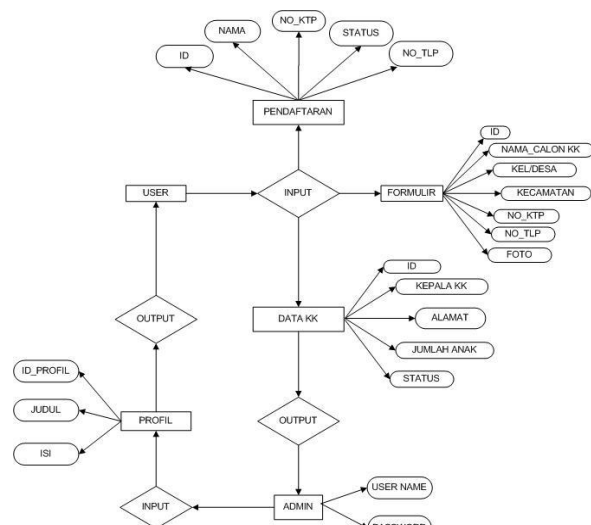 NO_KTP
NAMA
STATUS
ID
NO_TLP
PENDAFTARAN
ID
NAMA_CALON KK
KEL/DESA
USER
INPUT
FORMULIR
KECAMATAN
NO_KTP
NO_TLP
FOTO
ID
KEPALA KK
OUTPUT
DATA KK
ALAMAT
JUMLAH ANAK
ID_PROFIL
STATUS
JUDUL
PROFIL
OUTPUT
ISI
USER NAME
INPUT
ADMIN